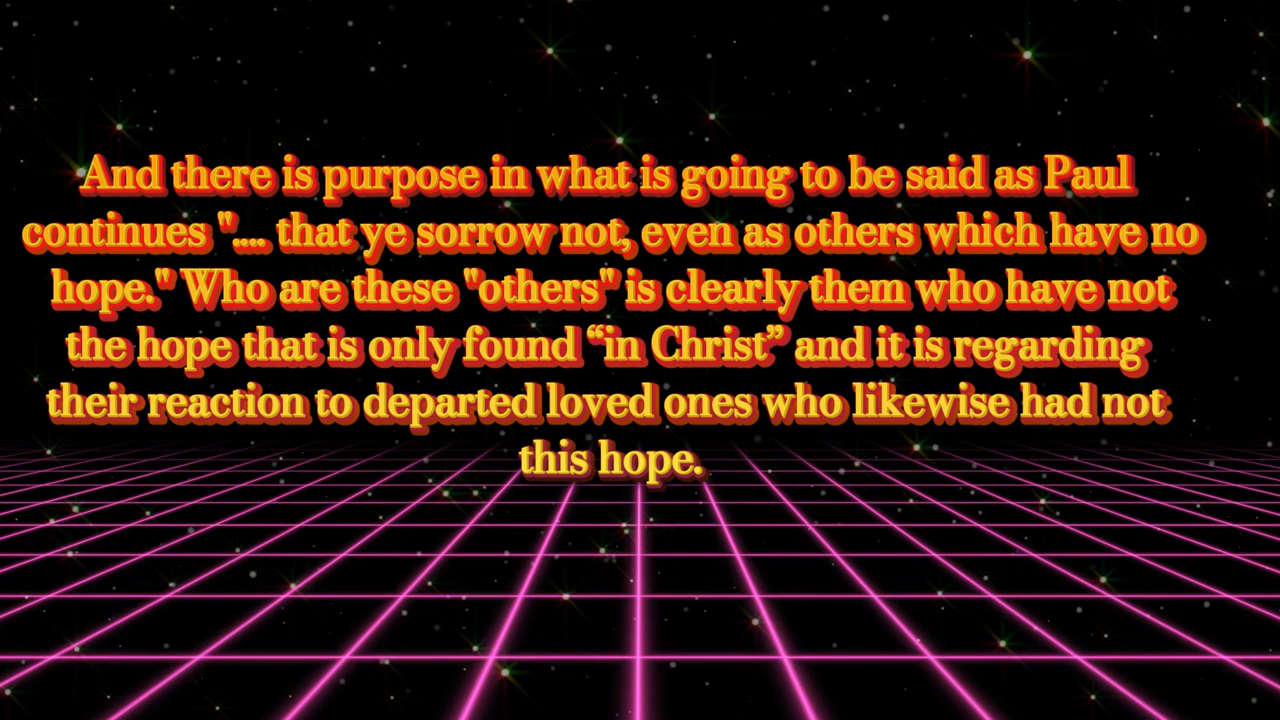 And there is purpose in what is going to be said as Paul
continues ".... that ye sorrow not, even as others which have no
hope." Who are these "others" is clearly them who have not
the hope that is only found “in Christ” and it is regarding
their reaction to departed loved ones who likewise had not
this hope.